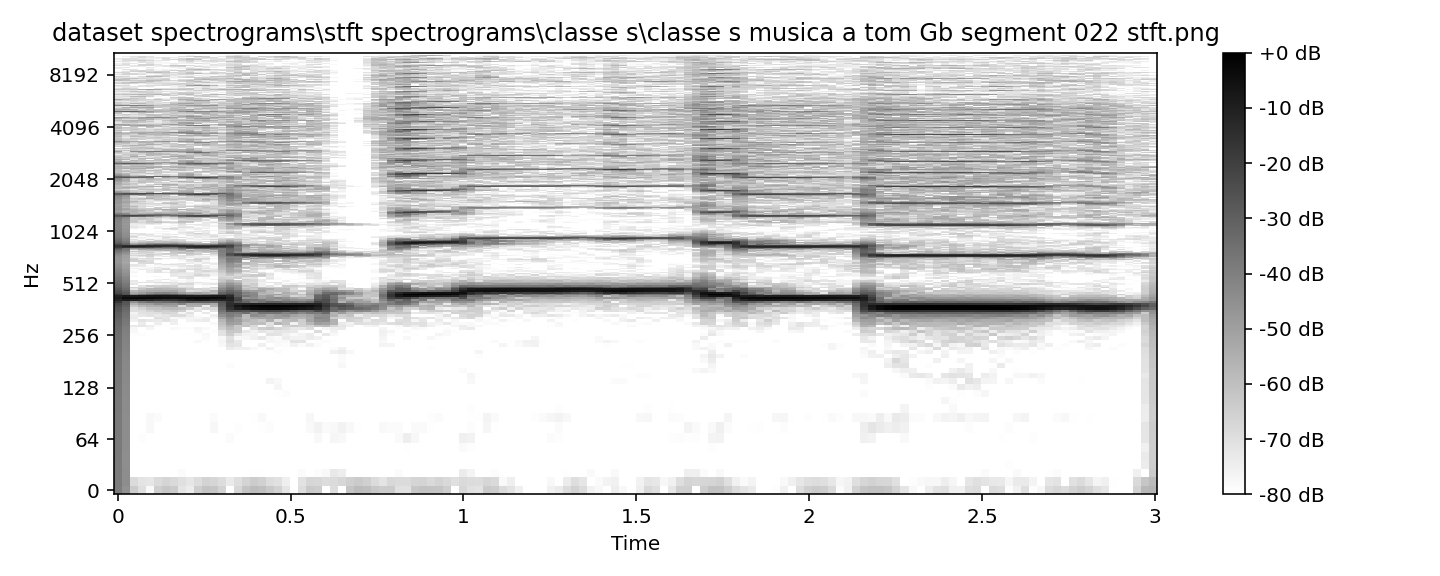 dataset spectrograms\stft spectrograms\classe s\classe s musica a tom Gb segment 022 stft.png
8192
4096
2048
1024
512
256
128
64
0
Hz
0
0.5
1
1.5
2
2.5
3
Time
+0 dB
-10 dB
-20 dB
-30 dB
-40 dB
-50 dB
-60 dB
-70 dB
-80 dB